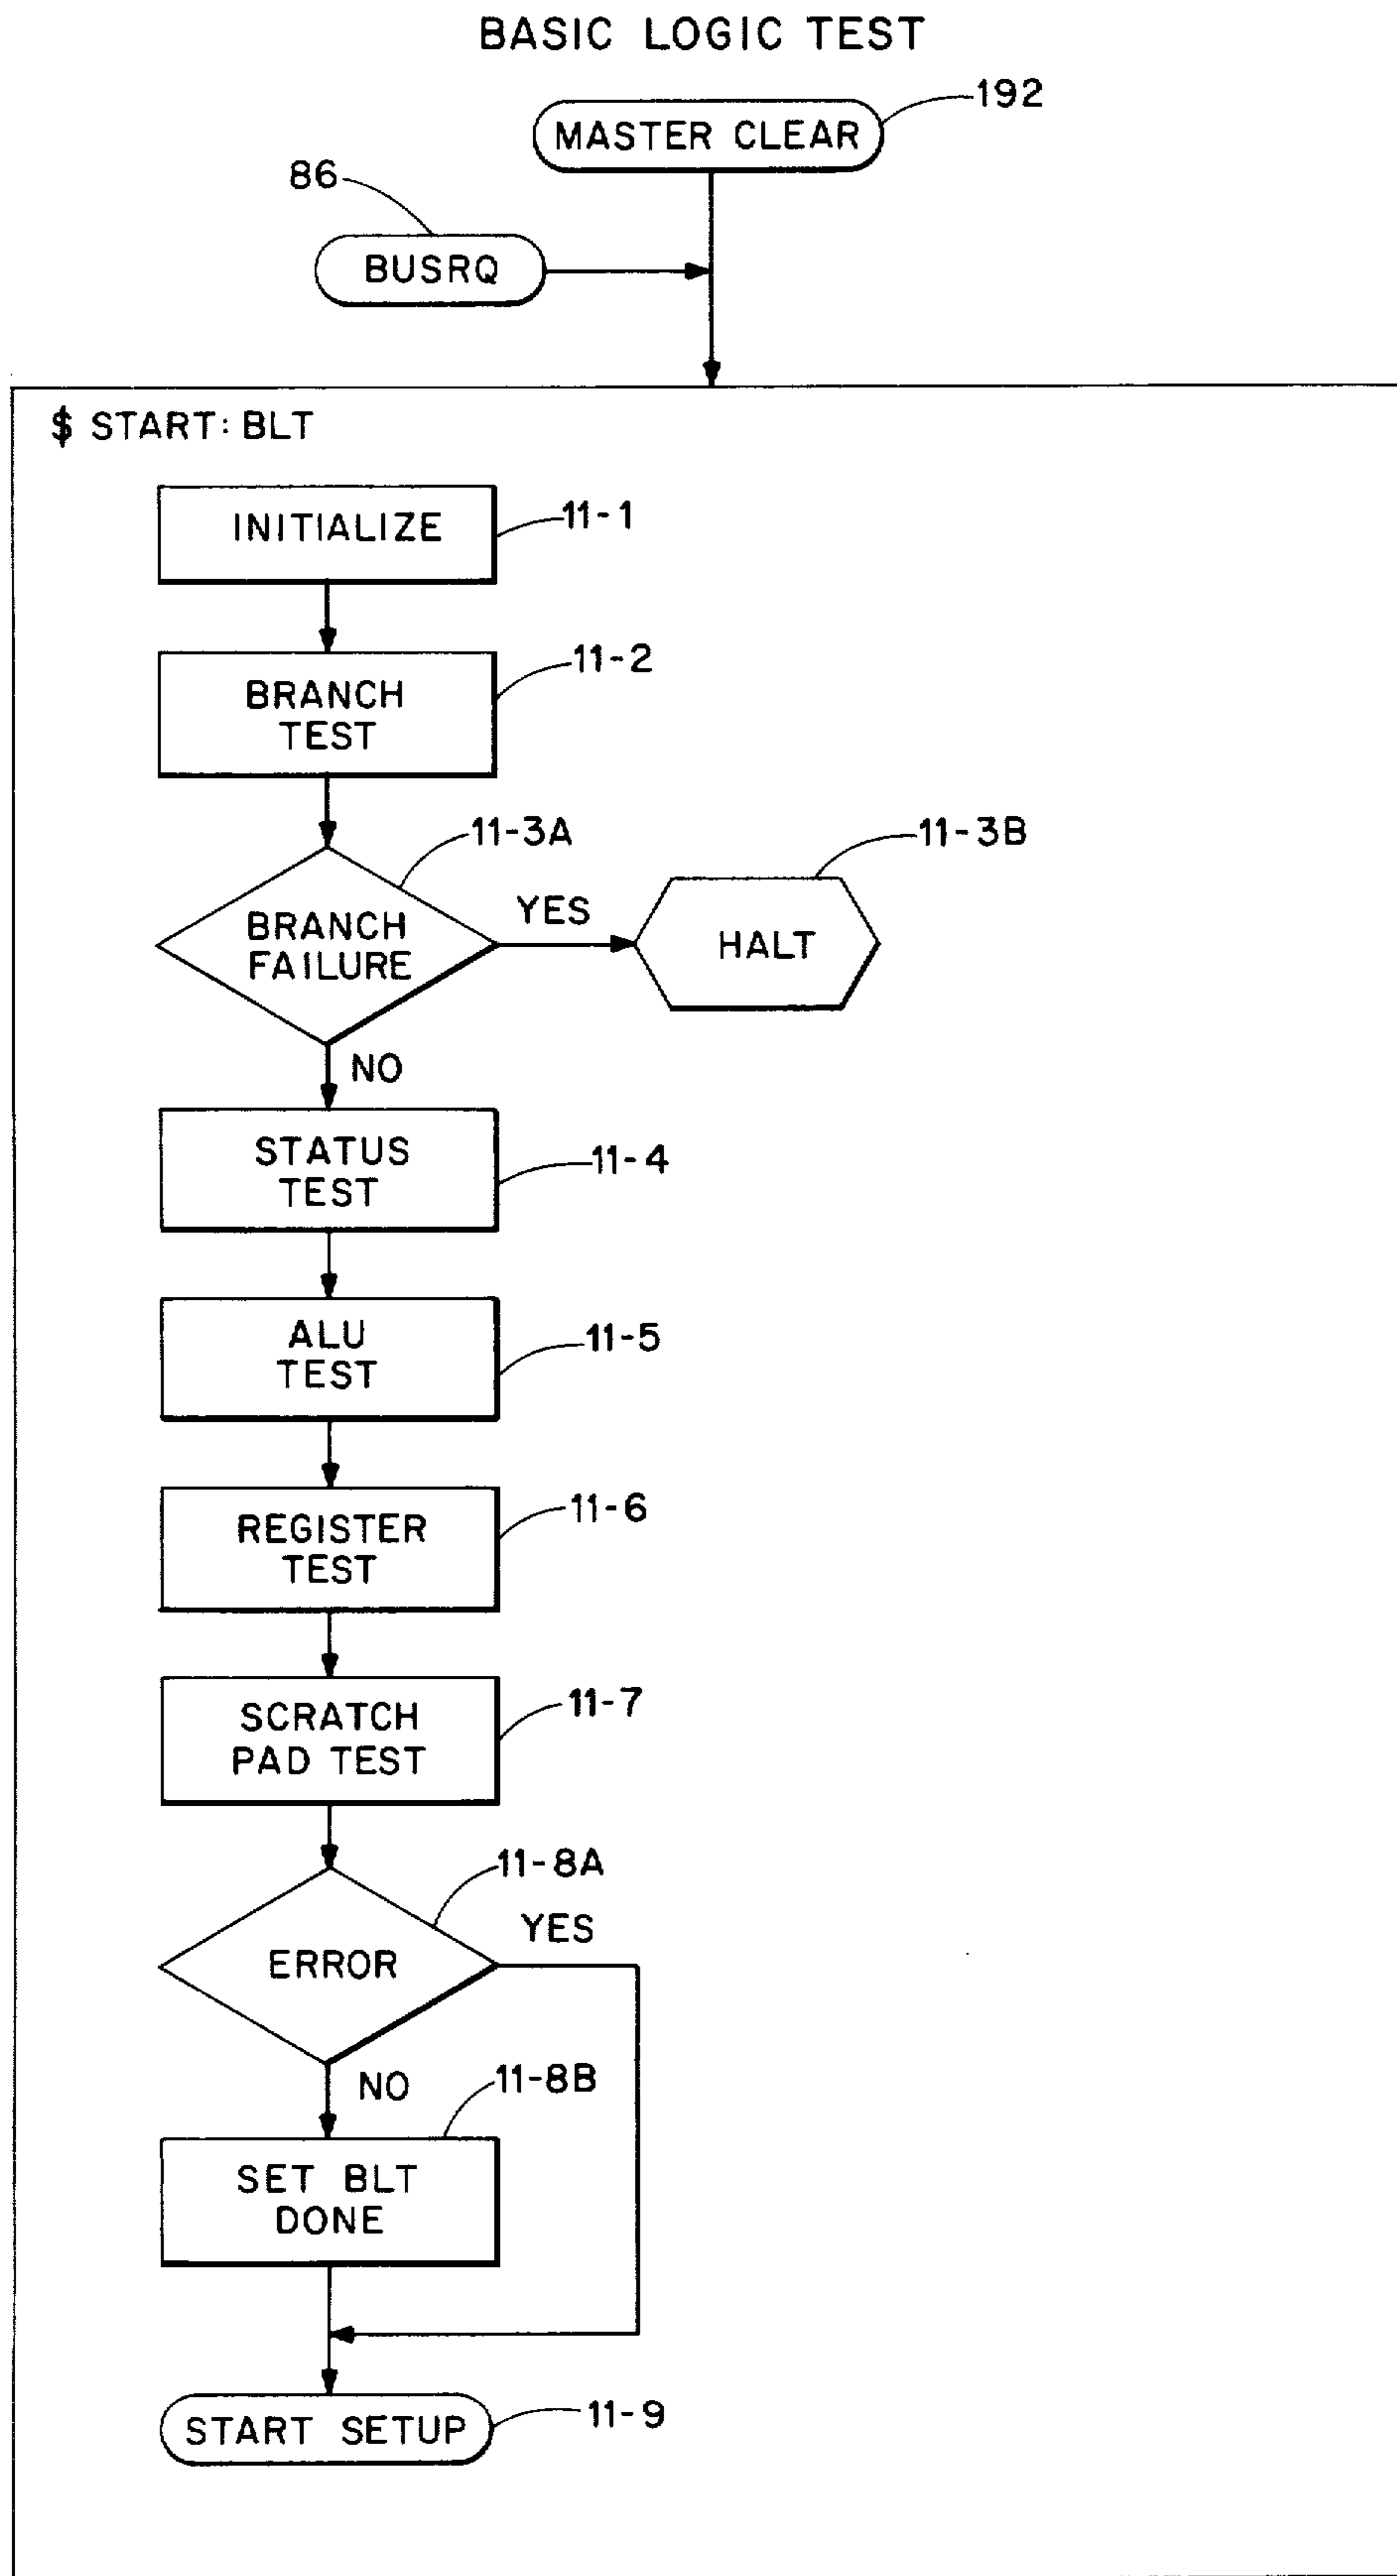 BASIC LOGIC TEST
192
MASTER CLEAR
86
BUSRQ
$ START: BLT
INITIALIZE
11-1
BRANCH
TEST
11-2
BRANCH
FAILURE
11-3A
YES
HALT
11-3B
NO
STATUS
TEST
11-4
ALU
TEST
11-5
REGISTER
TEST
11-6
SCRATCH
PAD TEST
11-7
ERROR
11-8A
YES
NO
11-8B
SET BLT
DONE
START SETUP
11-9